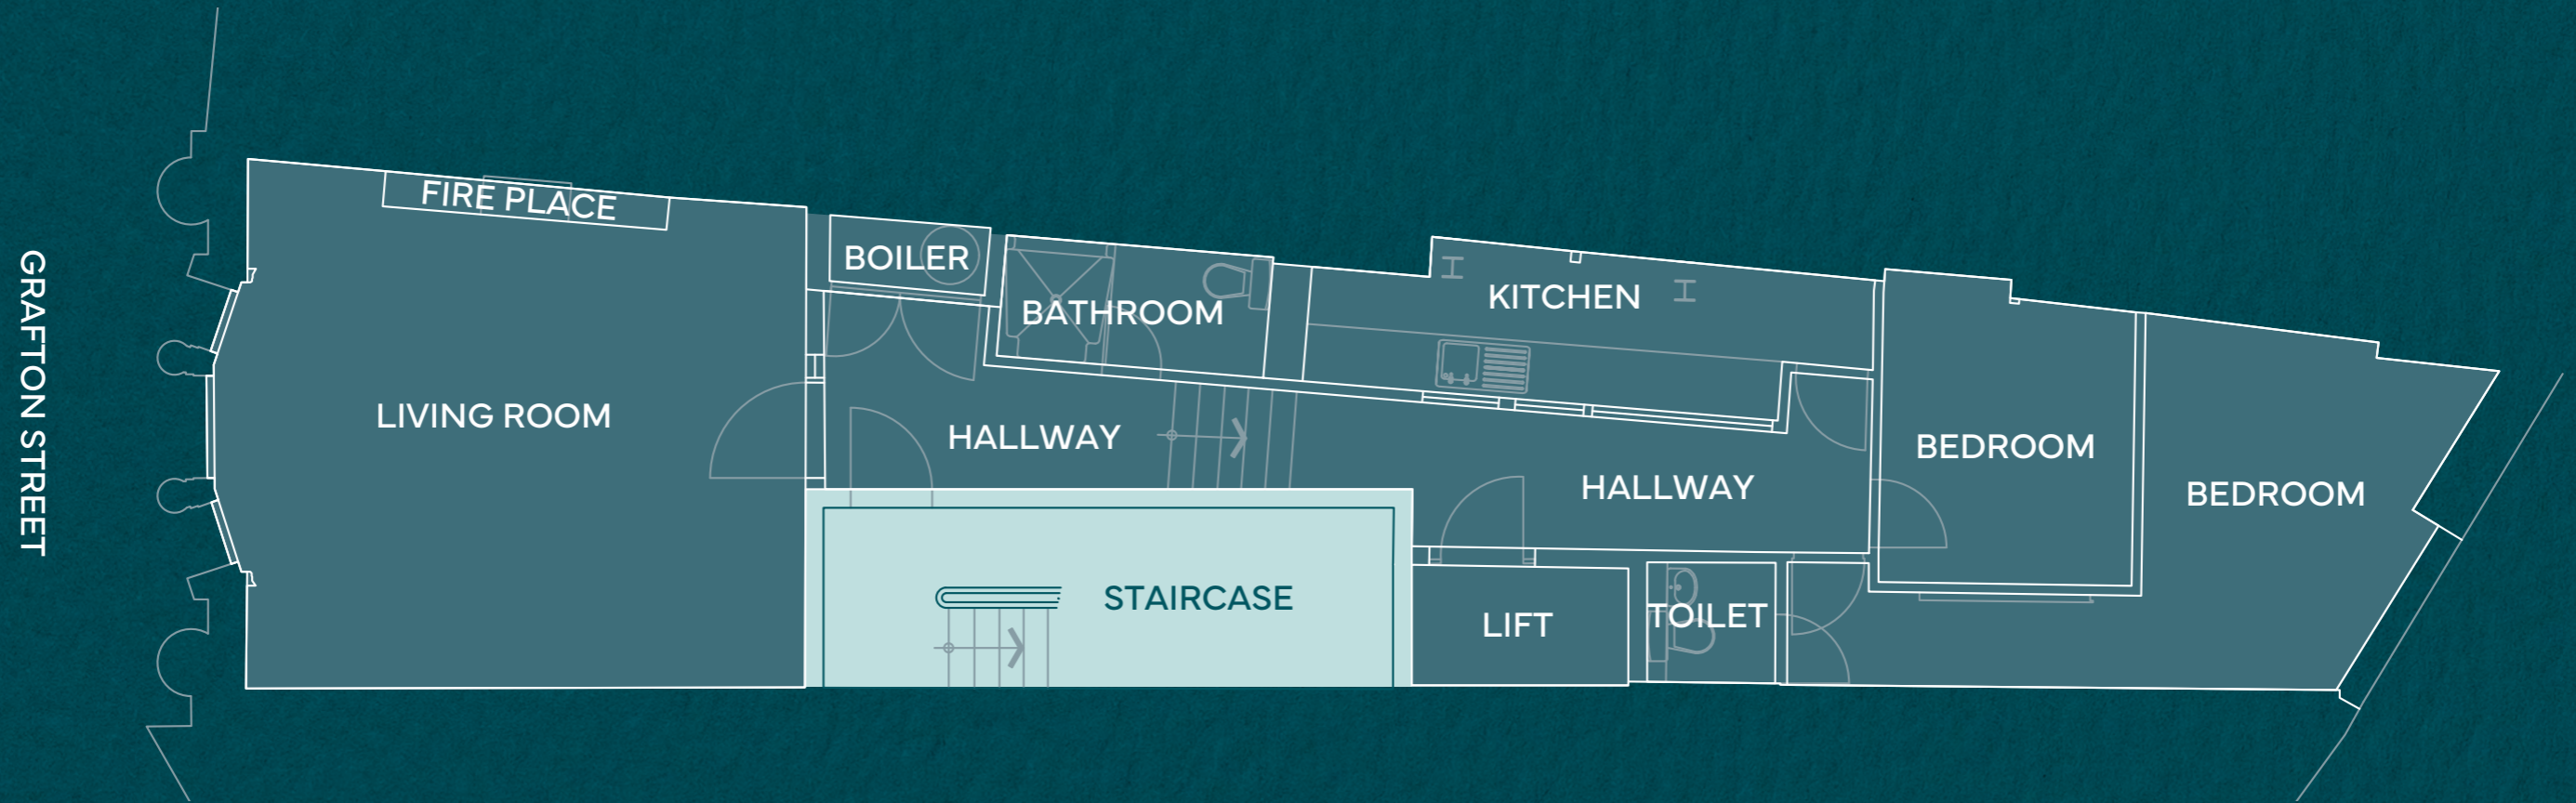 GRAFTON STREET
FIRE PLACE
LIVING ROOM
BOILER
BATHROOM
HALLWAY
STAIRCASE
KITCHEN
HALLWAY
LIFT
TOILET
BEDROOM
BEDROOM